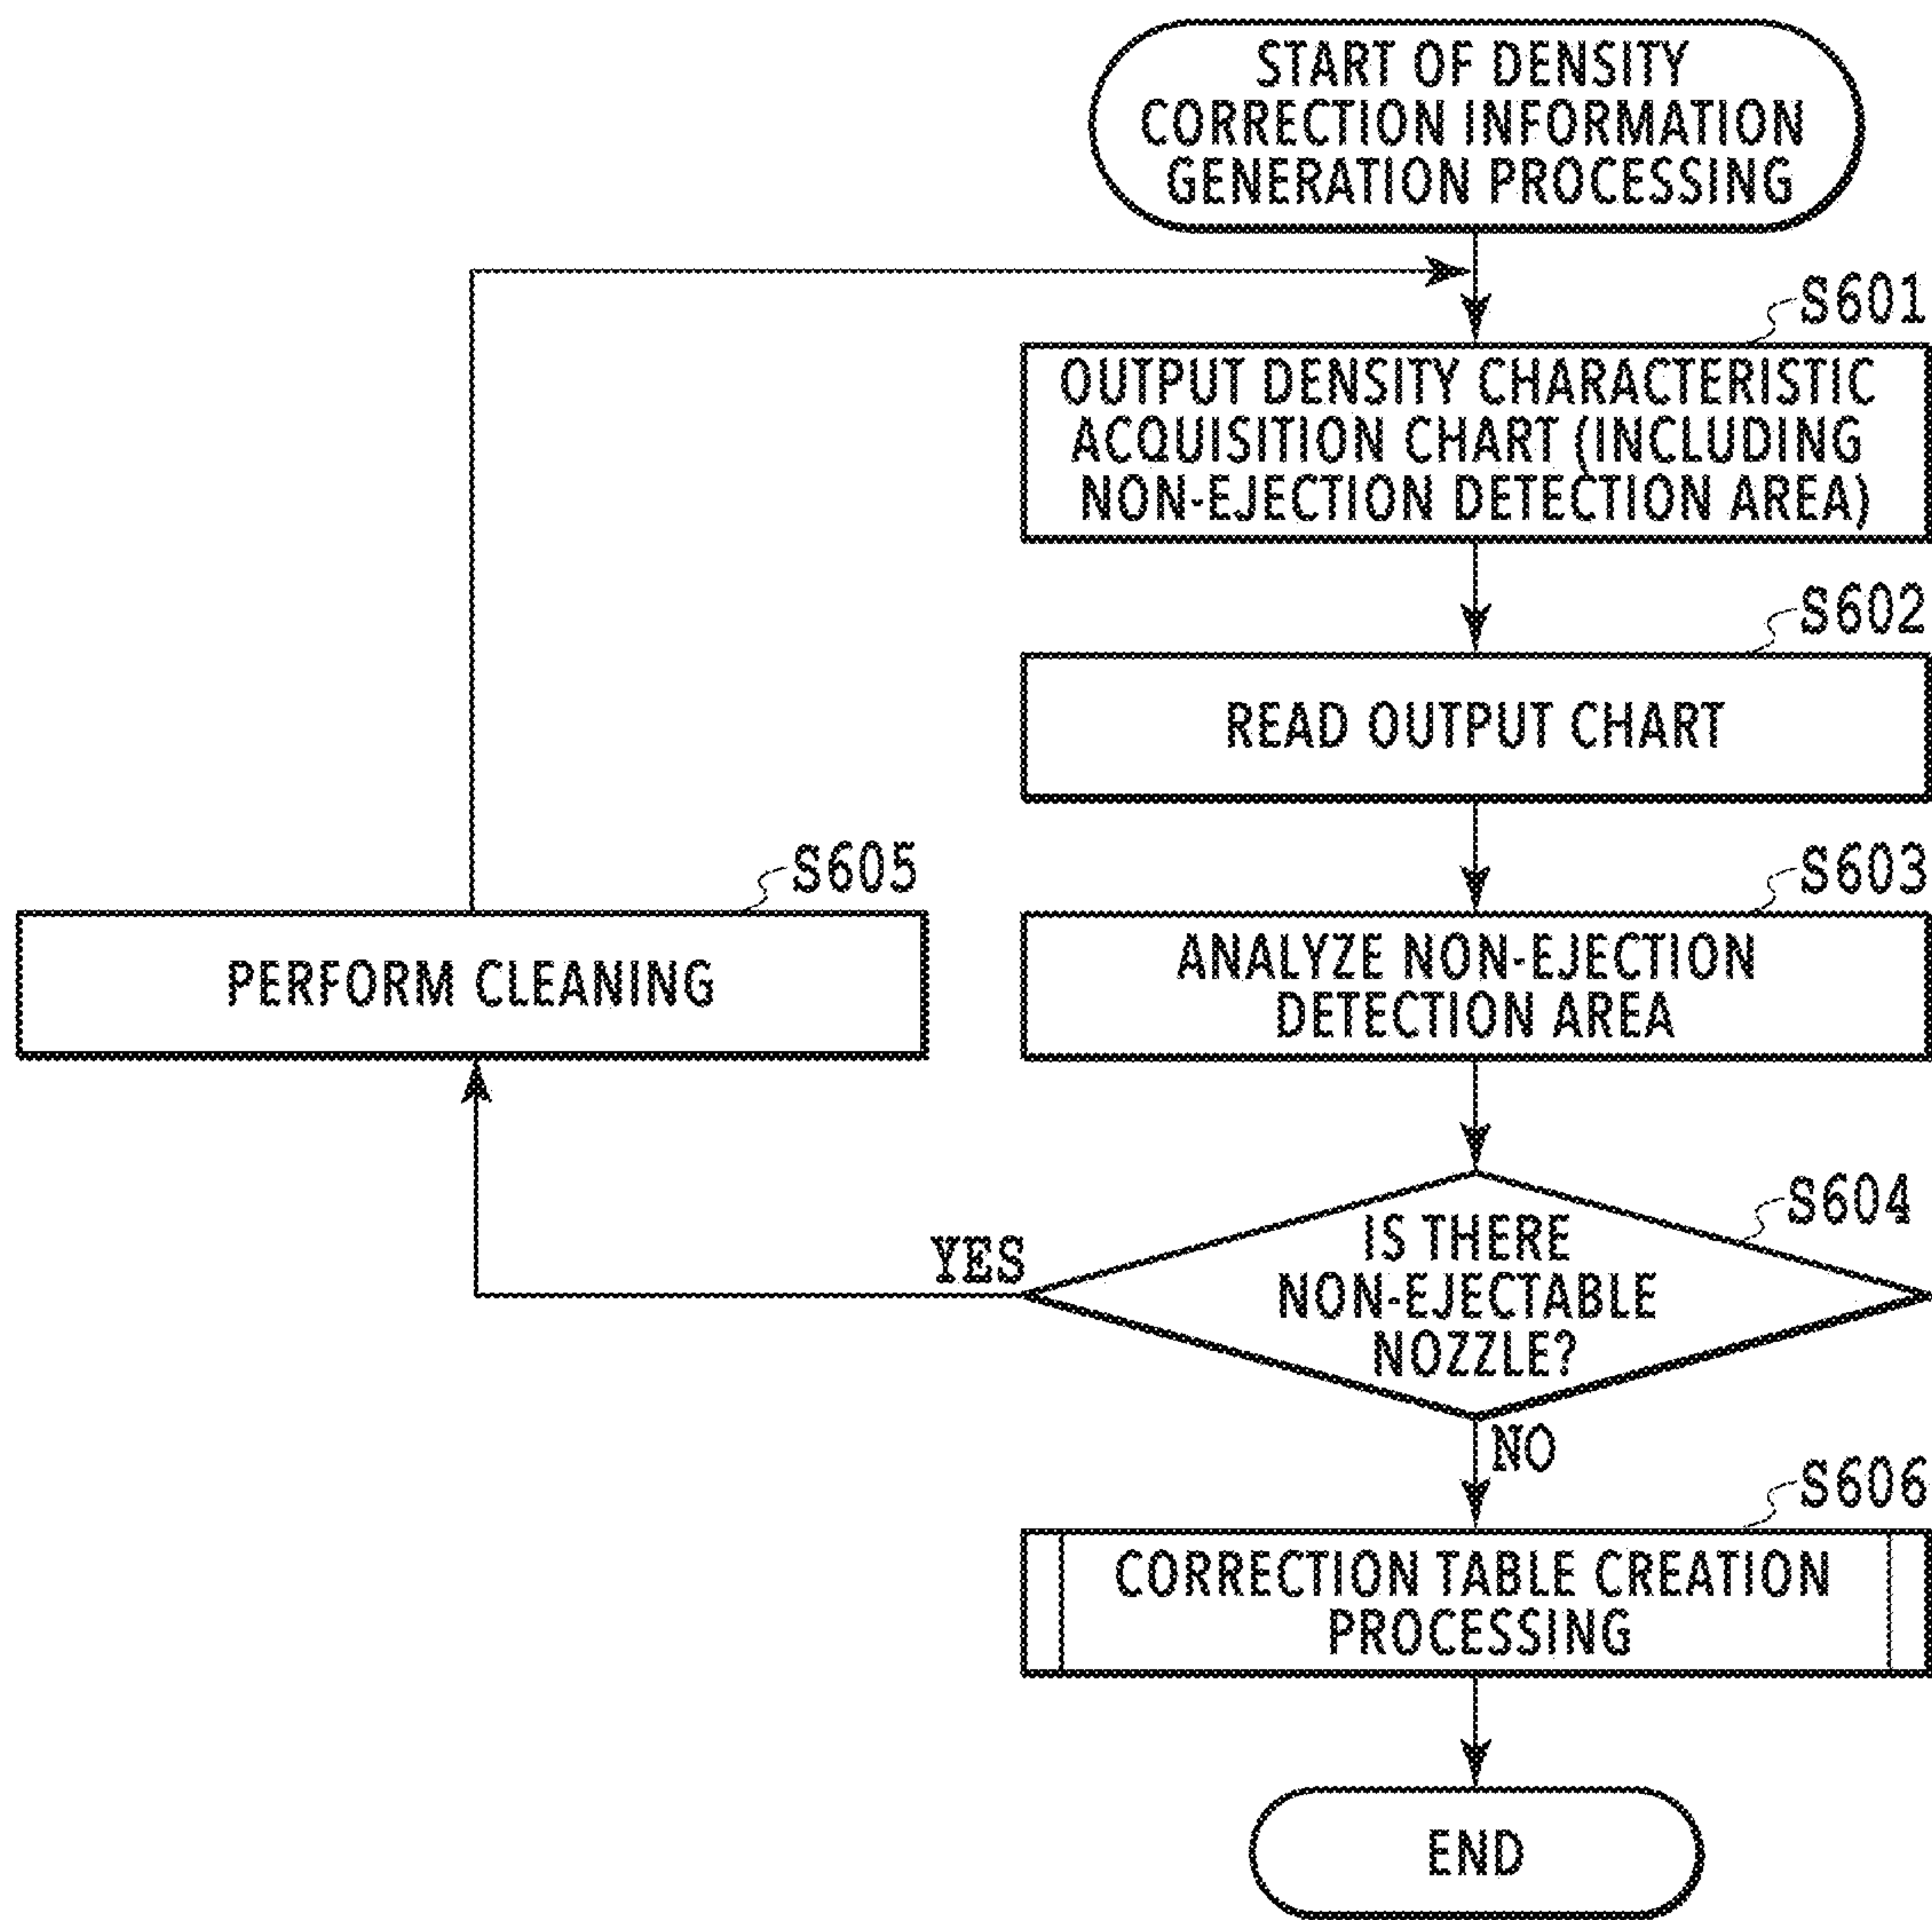 START OF DENSITY
CORRECTION INFORMATION
GENERATION PROCESSING
S601
OUTPUT DENSITY CHARACTERISTIC
ACQUISITION CHART (INCLUDING
NON-EJECTION DETECTION AREA)
S602
READ OUTPUT CHART
S603
ANALYZE NON-EJECTION
DETECTION AREA
S604
IS THERE
NON-EJECTABLE
NOZZLE?
YES
S605
PERFORM CLEANING
NO
S606
CORRECTION TABLE CREATION
PROCESSING
END